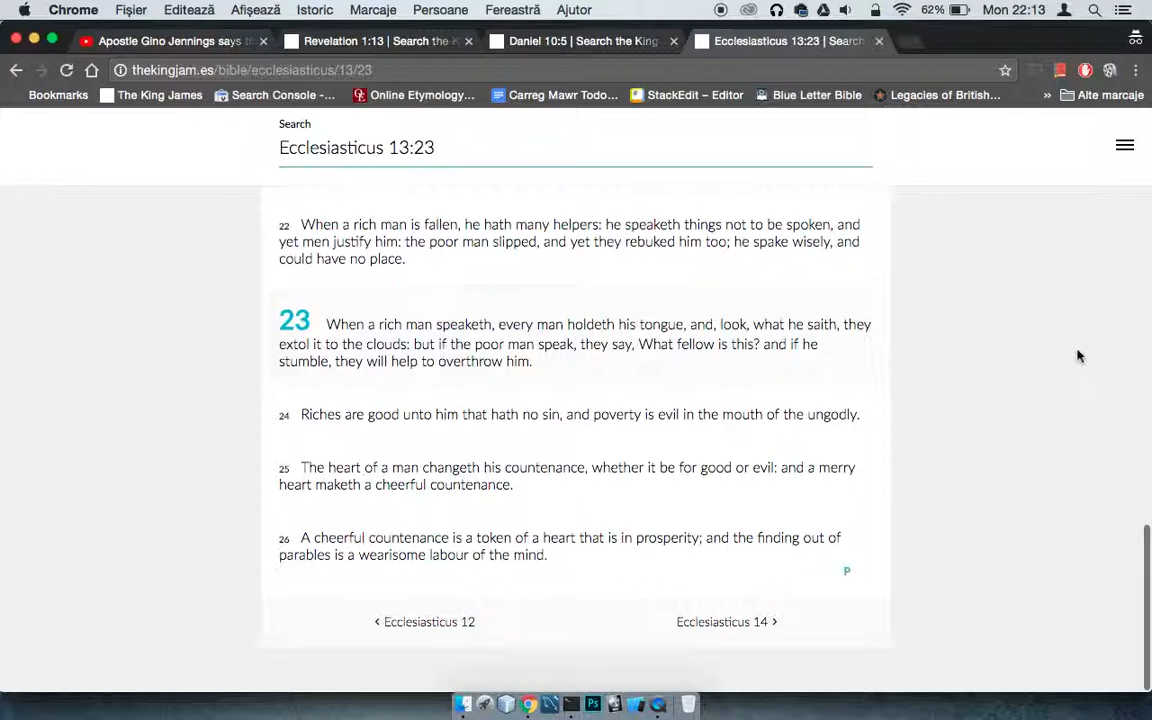 Chrome Fișier Editează Afișează Istoric Marcaje Persoane Fereastră Ajutor 62% Mon 22:13
Apostle Gino Jennings says t
Revelation 1:13 | Search the K
Daniel 10:5 | Search the King
Ecclesiasticus 13:23 | Search
thekingjam.es/bible/ecclesiasticus/13/23
Bookmarks The King James Search Console -... Online Etymology... Carreg Mawr Todo... StackEdit – Editor Blue Letter Bible Legacies of British... » Alte marcaje
Search
Ecclesiasticus 13:23
22 When a rich man is fallen, he hath many helpers: he speaketh things not to be spoken, and
yet men justify him: the poor man slipped, and yet they rebuked him too; he spake wisely, and
could have no place.
23 When a rich man speaketh, every man holdeth his tongue, and, look, what he saith, they
extol it to the clouds: but if the poor man speak, they say, What fellow is this? and if he
stumble, they will help to overthrow him.
24 Riches are good unto him that hath no sin, and poverty is evil in the mouth of the ungodly.
25 The heart of a man changeth his countenance, whether it be for good or evil: and a merry
heart maketh a cheerful countenance.
26 A cheerful countenance is a token of a heart that is in prosperity; and the finding out of
parables is a wearisome labour of the mind.
P
< Ecclesiasticus 12 Ecclesiasticus 14 >
Ps